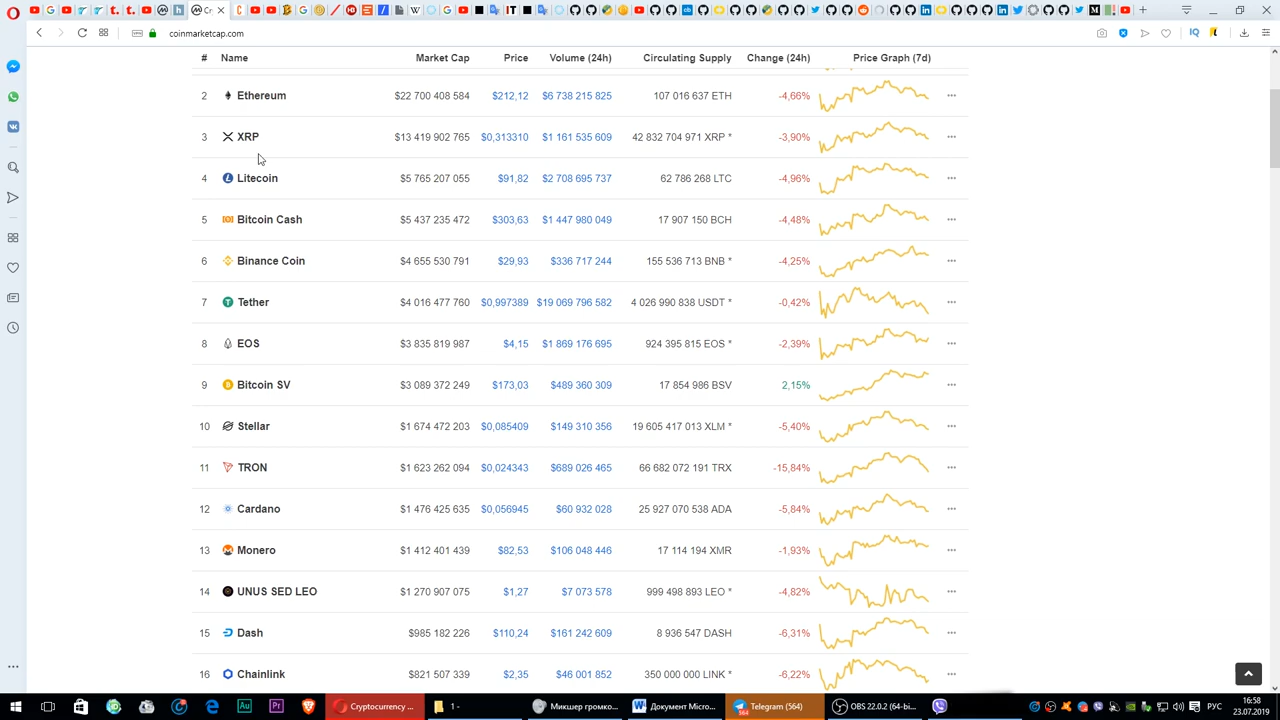 coinmarketcap.com
# Name Market Cap Price Volume (24h) Circulating Supply Change (24h) Price Graph (7d)
2 Ethereum $22 700 408 584 $212,12 $6 738 215 825 107 016 637 ETH -4,66%
3 XRP $13 419 902 765 $0,313310 $1 161 535 609 42 832 704 971 XRP * -3,90%
4 Litecoin $5 765 207 055 $91,82 $2 708 695 737 62 786 268 LTC -4,96%
5 Bitcoin Cash $5 437 235 472 $303,63 $1 447 980 049 17 907 150 BCH -4,48%
6 Binance Coin $4 655 530 791 $29,93 $336 717 244 155 536 713 BNB * -4,25%
7 Tether $4 016 477 760 $0,997389 $19 069 796 582 4 026 990 838 USDT * -0,42%
8 EOS $3 835 819 987 $4,15 $1 869 176 695 924 395 815 EOS * -2,39%
9 Bitcoin SV $3 089 372 249 $173,03 $489 360 309 17 854 986 BSV 2,15%
10 Stellar $1 674 472 203 $0,085409 $149 310 356 19 605 417 013 XLM * -5,40%
11 TRON $1 623 262 094 $0,024343 $689 026 465 66 682 072 191 TRX -15,84%
12 Cardano $1 476 425 635 $0,056945 $60 932 028 25 927 070 538 ADA -5,84%
13 Monero $1 412 401 439 $82,53 $106 048 446 17 114 194 XMR -1,93%
14 UNUS SED LEO $1 270 907 075 $1,27 $7 073 578 999 498 893 LEO * -4,82%
15 Dash $985 182 226 $110,24 $161 242 609 8 936 547 DASH -6,31%
16 Chainlink $821 507 339 $2,35 $46 001 852 350 000 000 LINK * -6,22%
Cryptocurrency ... 1 - Микшер громко... Документ Micro... Telegram (564) OBS 22.0.2 (64-bi... РУС 16:58
23.07.2019